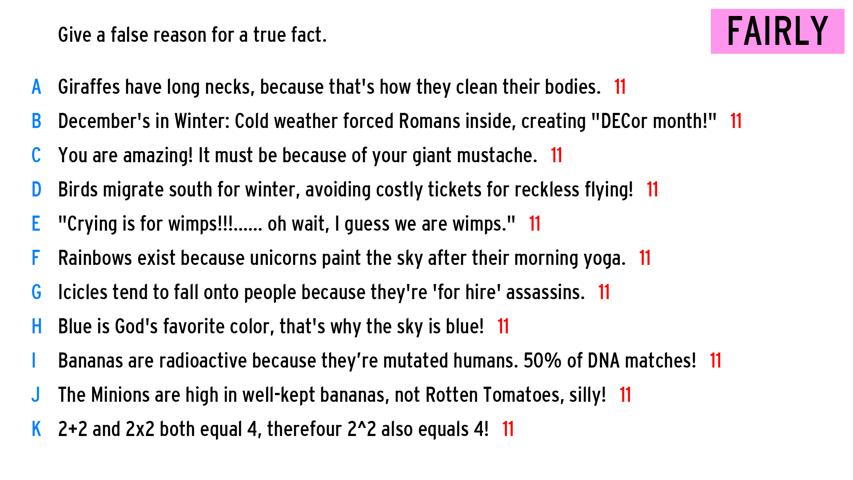 Give a false reason for a true fact.
FAIRLY
A Giraffes have long necks, because that's how they clean their bodies. 11
B December's in Winter: Cold weather forced Romans inside, creating "DECor month!" 11
C You are amazing! It must be because of your giant mustache. 11
D Birds migrate south for winter, avoiding costly tickets for reckless flying! 11
E "Crying is for wimps!!!...... oh wait, I guess we are wimps." 11
F Rainbows exist because unicorns paint the sky after their morning yoga. 11
G Icicles tend to fall onto people because they're 'for hire' assassins. 11
H Blue is God's favorite color, that's why the sky is blue! 11
I Bananas are radioactive because they’re mutated humans. 50% of DNA matches! 11
J The Minions are high in well-kept bananas, not Rotten Tomatoes, silly! 11
K 2+2 and 2x2 both equal 4, therefour 2^2 also equals 4! 11